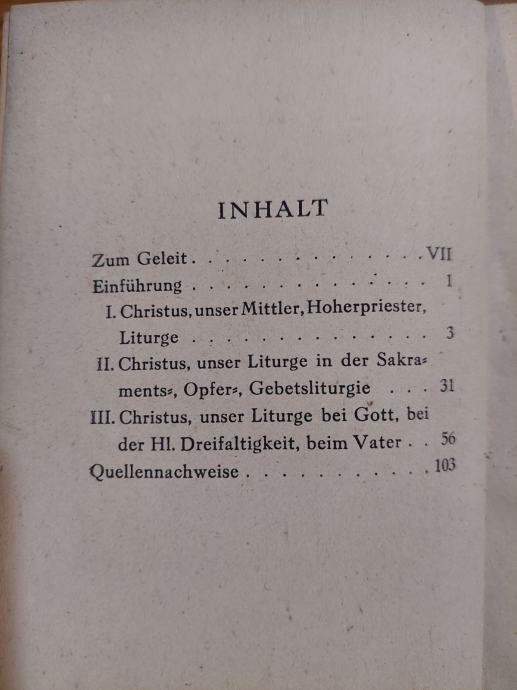 INHALT
Zum Geleit . . . . . . . . . . . . . . VII
Einführung . . . . . . . . . . . . . . 1
I. Christus, unser Mittler, Hoherpriester,
Liturge . . . . . . . . . . . . . 3
II. Christus, unser Liturge in der Sakra⸗
ments⸗, Opfer⸗, Gebetsliturgie . . . 31
III. Christus, unser Liturge bei Gott, bei
der Hl. Dreifaltigkeit, beim Vater . . 56
Quellennachweise . . . . . . . . . . . 103